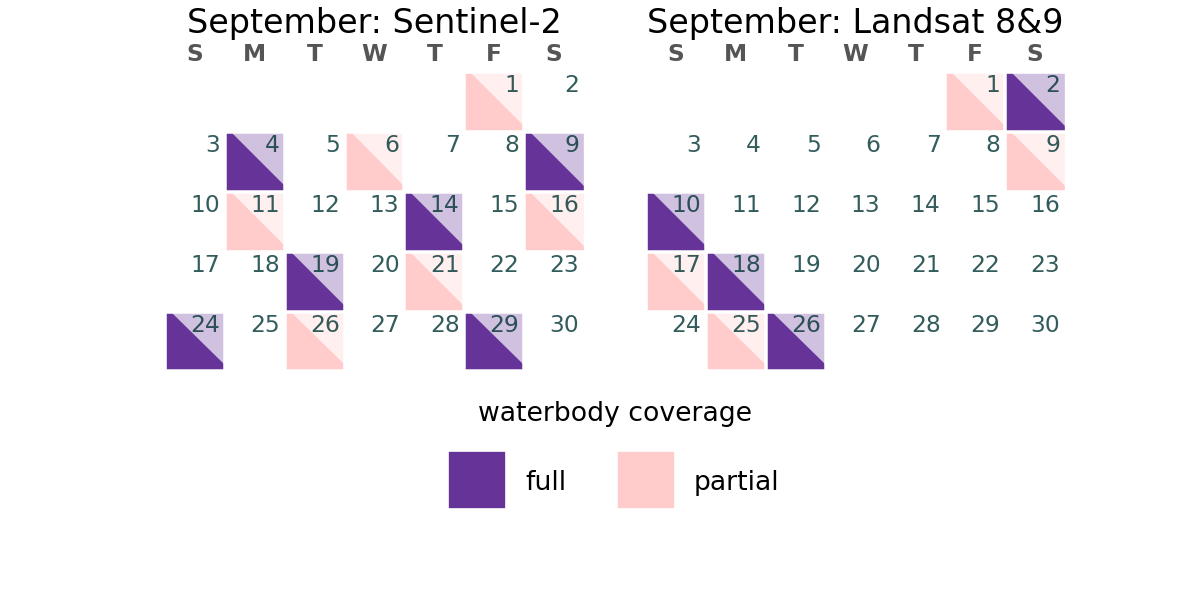 September: Sentinel-2
S M T W T F S
1 2
3 4 5 6 7 8 9
10 11 12 13 14 15 16
17 18 19 20 21 22 23
24 25 26 27 28 29 30
September: Landsat 8&9
S M T W T F S
1 2
3 4 5 6 7 8 9
10 11 12 13 14 15 16
17 18 19 20 21 22 23
24 25 26 27 28 29 30
waterbody coverage
full
partial